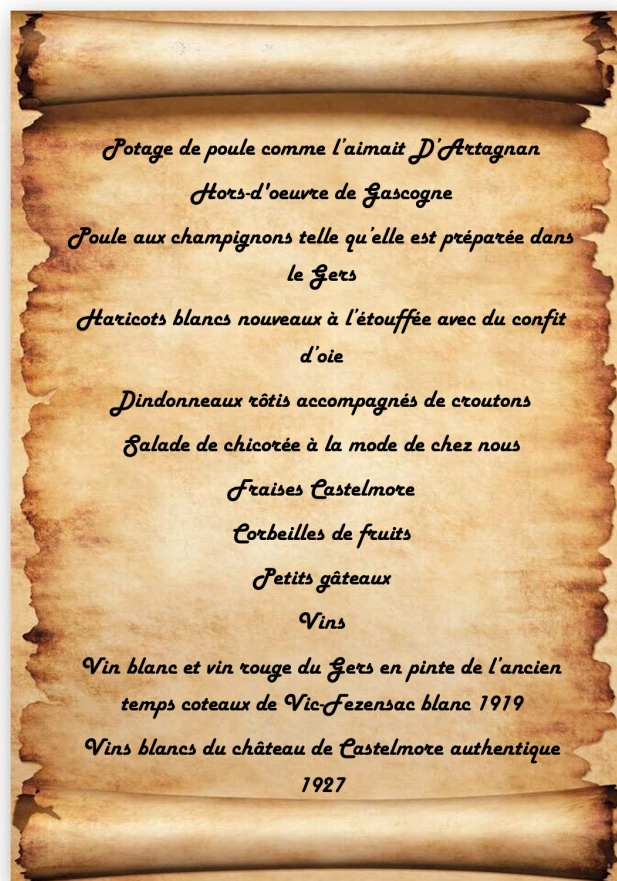 Potage de poule comme l'aimait D'Artagnan
Hors-d'oeuvre de Gascogne
Poule aux champignons telle qu'elle est préparée dans
le Gers
Haricots blancs nouveaux à l'étouffée avec du confit
d'oie
Dindonneaux rôtis accompagnés de croutons
Salade de chicorée à la mode de chez nous
Fraises Castelmore
Corbeilles de fruits
Petits gâteaux
Vins
Vin blanc et vin rouge du Gers en pinte de l'ancien
temps coteaux de Vic-Fezensac blanc 1919
Vins blancs du château de Castelmore authentique
1927